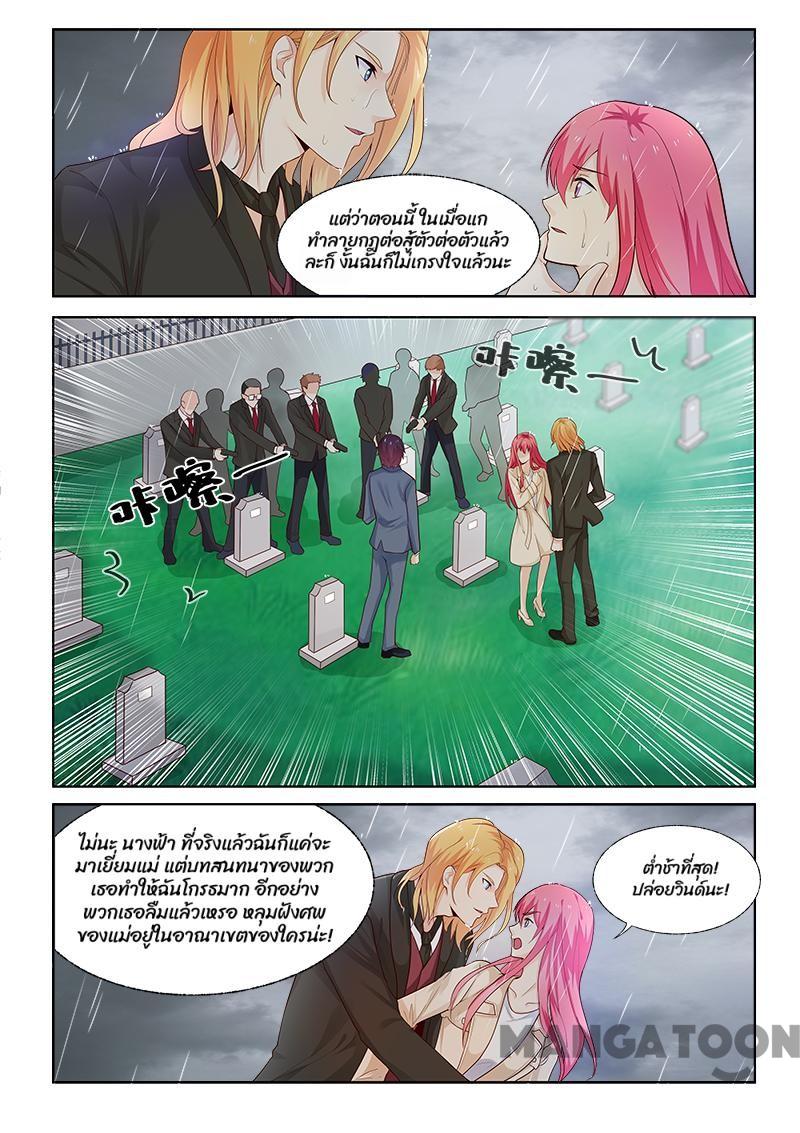 แต่ว่าตอนนี้ ในเมื่อแก
ทำลายกฎต่อสู้ตัวต่อตัวแล้ว
ละก็ งั้นฉันก็ไม่เกรงใจแล้วนะ
咔嚓一
咔嚓一
ไม่นะ นางฟ้า ที่จริงแล้วฉันก็แค่จะ
มาเยี่ยมแม่ แต่บทสนทนาของพวก
เธอทำให้ฉันโกรธมาก อีกอย่าง
พวกเธอลืมแล้วเหรอ หลุมฝังศพ
ของแม่อยู่ในอาณาเขตของใครน่ะ!
ต่ำช้าที่สุด!
ปล่อยวินด์นะ!
MANGATOON